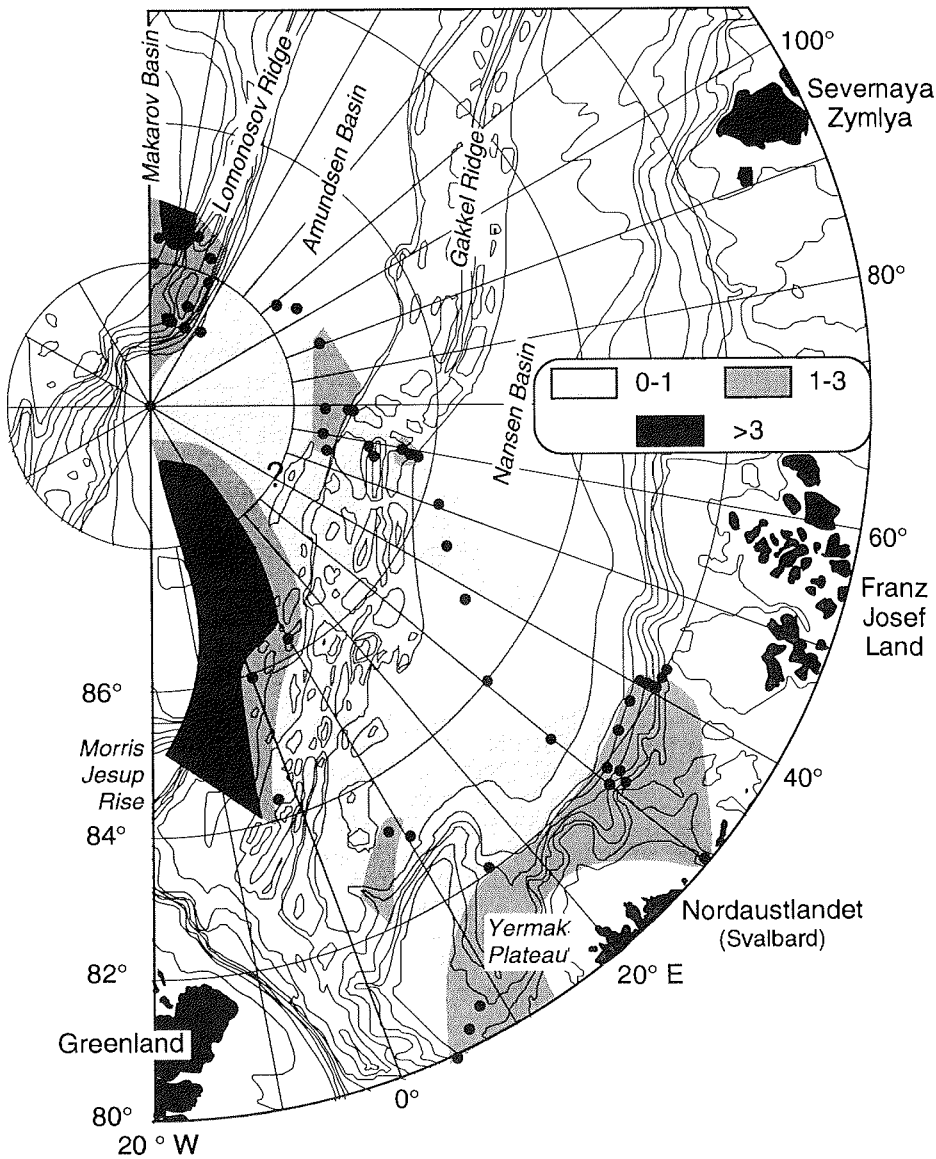 Makarov Basin
Lomonosov Ridge
Amundsen Basin
Gakkel Ridge
Nansen Basin
100°
Severnaya
Zymlya
80°
0-1
1-3
>3
?
60°
Franz
Josef
Land
86°
Morris
Jesup
Rise
84°
40°
Nordaustlandet
(Svalbard)
Yermak
Plateau
82°
20° E
Greenland
80°
0°
20 ° W